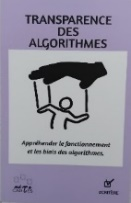 TRANSPARENCE
DES
ALGORITHMES
Appréhender le fonctionnement
et les biais des algorithmes.